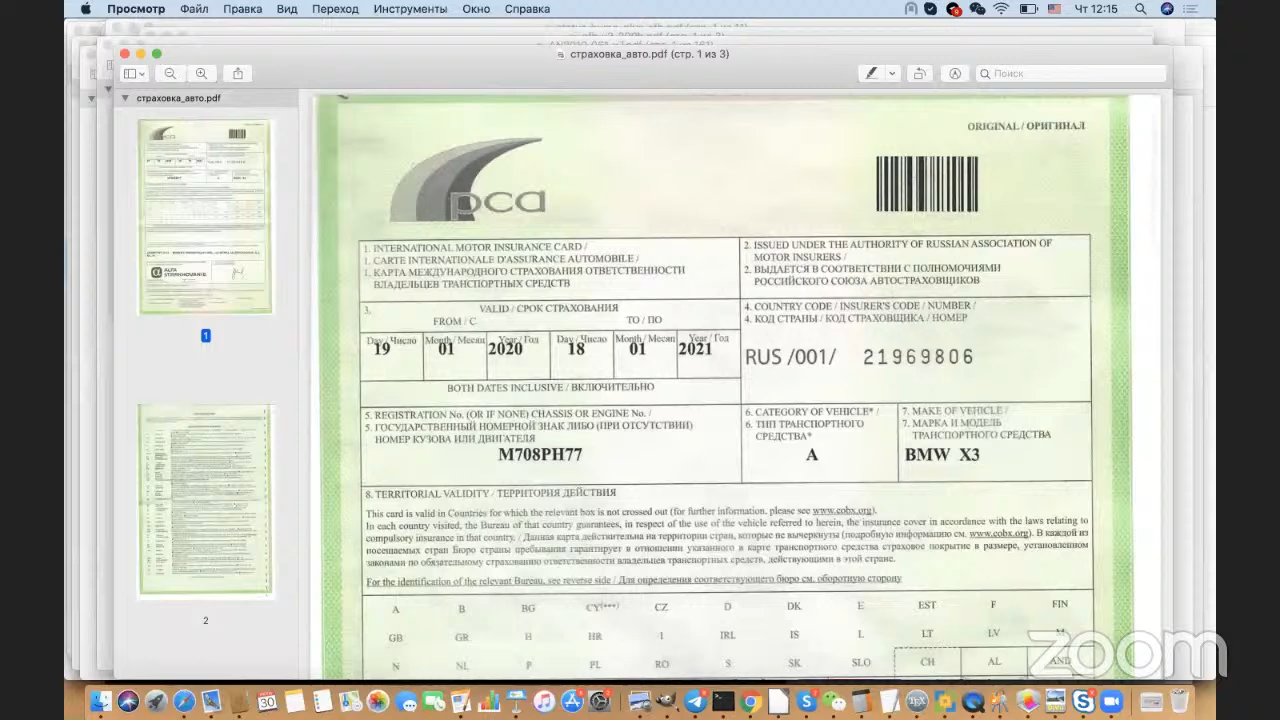 Просмотр Файл Правка Вид Переход Инструменты Окно Справка
Чт 12:15
страховка_авто.pdf (стр. 1 из 3)
Поиск
страховка_авто.pdf
1
2
30
ORIGINAL / ОРИГИНАЛ
рса
1. INTERNATIONAL MOTOR INSURANCE CARD /
1. CARTE INTERNATIONALE D'ASSURANCE AUTOMOBILE /
1. КАРТА МЕЖДУНАРОДНОГО СТРАХОВАНИЯ ОТВЕТСТВЕННОСТИ
ВЛАДЕЛЬЦЕВ ТРАНСПОРТНЫХ СРЕДСТВ
2. ISSUED UNDER THE AUTHORITY OF RUSSIAN ASSOCIATION OF
MOTOR INSURERS /
2. ВЫДАЕТСЯ В СООТВЕТСТВИИ С ПОЛНОМОЧИЯМИ
РОССИЙСКОГО СОЮЗА АВТОСТРАХОВЩИКОВ
3. VALID / СРОК СТРАХОВАНИЯ
FROM / С TO / ПО
Day / Число Month / Месяц Year / Год Day / Число Month / Месяц Year / Год
19 01 2020 18 01 2021
BOTH DATES INCLUSIVE / ВКЛЮЧИТЕЛЬНО
4. COUNTRY CODE / INSURER'S CODE / NUMBER /
4. КОД СТРАНЫ / КОД СТРАХОВЩИКА / НОМЕР
RUS /001/ 21969806
5. REGISTRATION No. (OR IF NONE) CHASSIS OR ENGINE No. /
5. ГОСУДАРСТВЕННЫЙ НОМЕРНОЙ ЗНАК ЛИБО (ПРИ ОТСУТСТВИИ)
НОМЕР КУЗОВА ИЛИ ДВИГАТЕЛЯ
M708PH77
6. CATEGORY OF VEHICLE* /
6. ТИП ТРАНСПОРТНОГО
СРЕДСТВА*
A
7. MAKE OF VEHICLE /
7. МАРКА И МОДЕЛЬ
ТРАНСПОРТНОГО СРЕДСТВА
BMW X3
8. TERRITORIAL VALIDITY / ТЕРРИТОРИЯ ДЕЙСТВИЯ
This card is valid in countries for which the relevant box is not crossed out (for further information, please see www.cobx.org).
In each country visited, the Bureau of that country guarantees, in respect of the use of the vehicle referred to herein, the insurance cover in accordance with the laws relating to
compulsory insurance in that country. / Данная карта действительна на территории стран, которые не вычеркнуты (подробную информацию см. www.cobx.org). В каждой из
посещаемых стран Бюро страны пребывания гарантирует в отношении указанного в карте транспортного средства страховое покрытие в размере, установленном
законами по обязательному страхованию ответственности владельцев транспортных средств, действующими в этой стране.
For the identification of the relevant Bureau, see reverse side / Для определения соответствующего бюро см. оборотную сторону
A B BG CY(***) CZ D DK E EST F FIN
GB GR H HR I IRL IS L LT LV M
N NL P PL RO S SK SLO CH AL AND
zoom